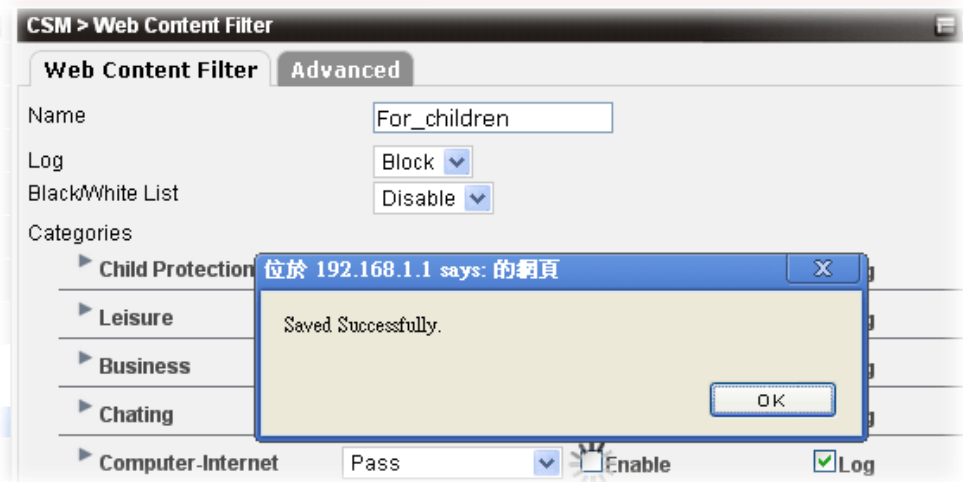 CSM > Web Content Filter
Web Content Filter
Advanced
Name
For_children
Log
Block
Black/White List
Disable
Categories
Child Protection
Leisure
Business
Chating
Computer-Internet
Pass
Enable
Log
位於 192.168.1.1 says: 的網頁
X
Saved Successfully.
OK